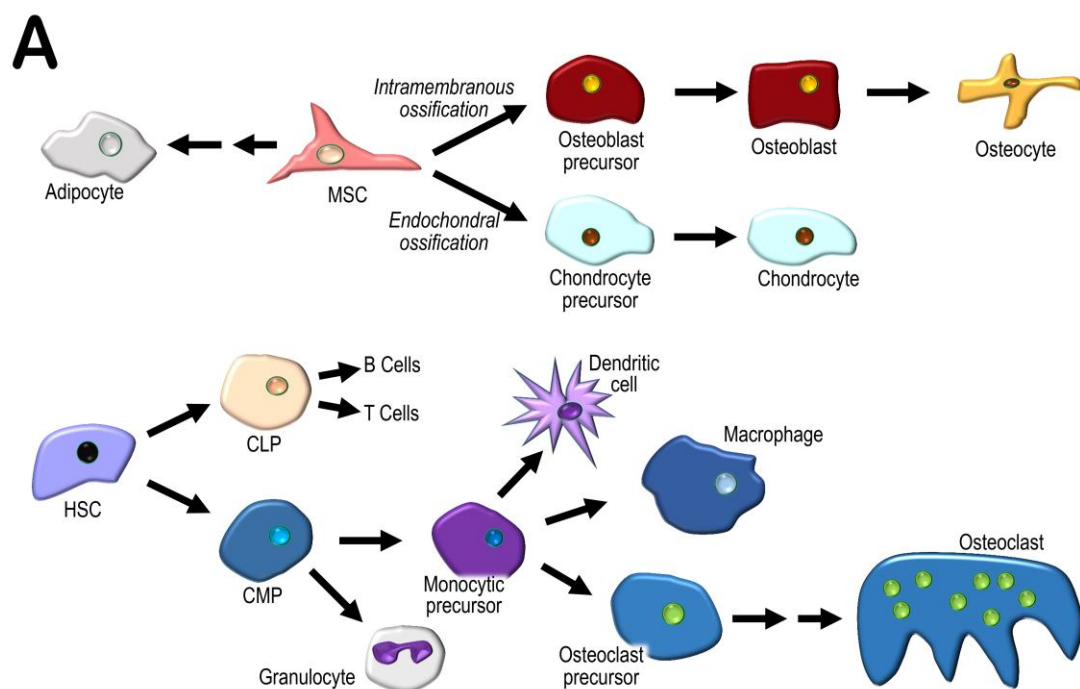 A
Intramembranous
ossification
Adipocyte
MSC
Osteoblast
precursor
Osteoblast
Osteocyte
Endochondral
ossification
Chondrocyte
precursor
Chondrocyte
B Cells
T Cells
CLP
Dendritic
cell
Macrophage
HSC
CMP
Monocytic
precursor
Osteoclast
Granulocyte
Osteoclast
precursor